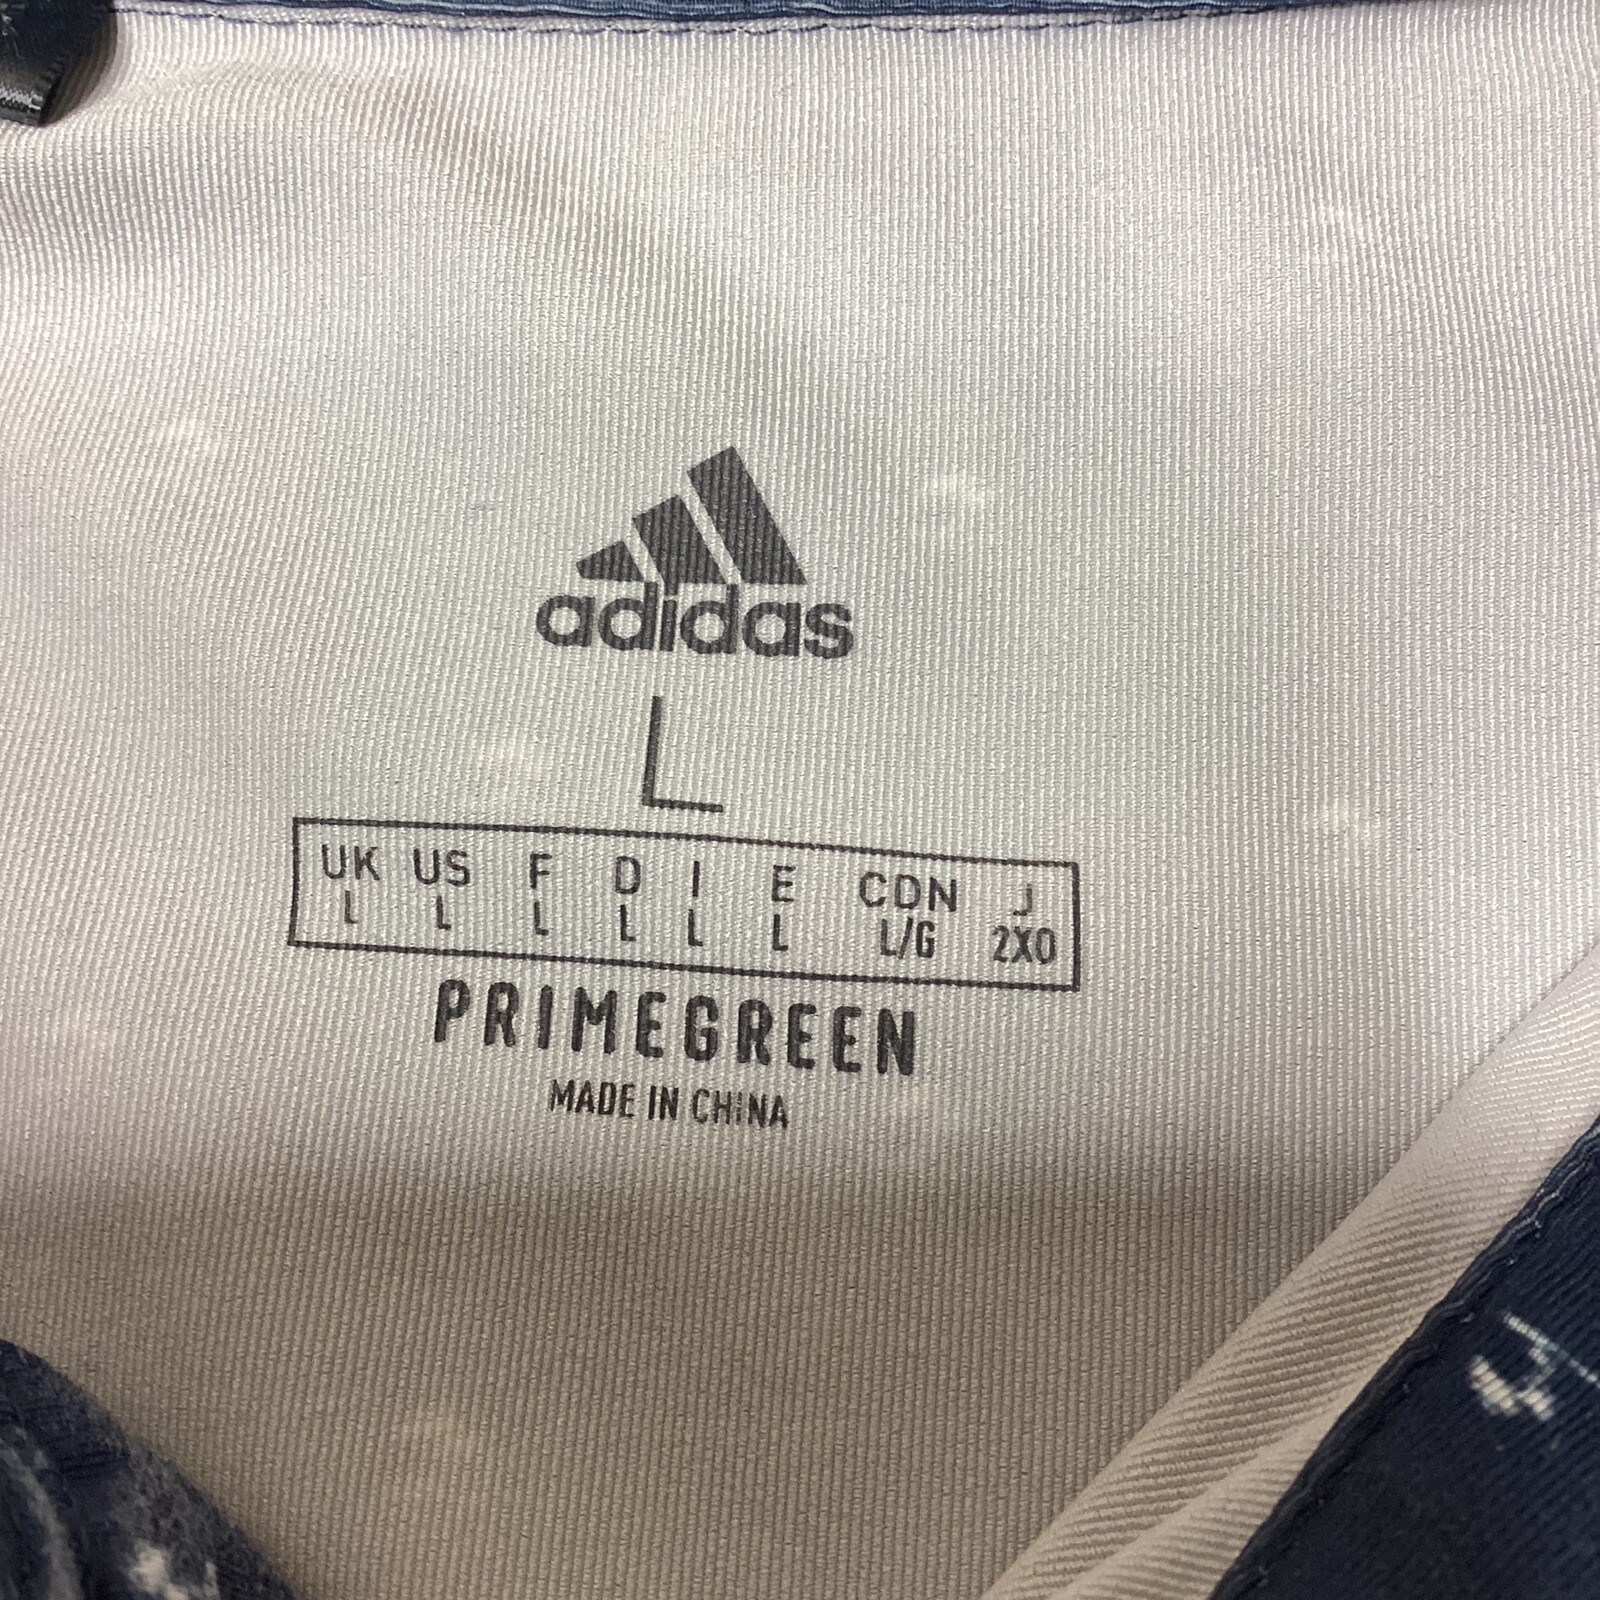 adidas
L
UK US F D I E CDN J
L L L L L L L/G 2XO
PRIMEGREEN
MADE IN CHINA